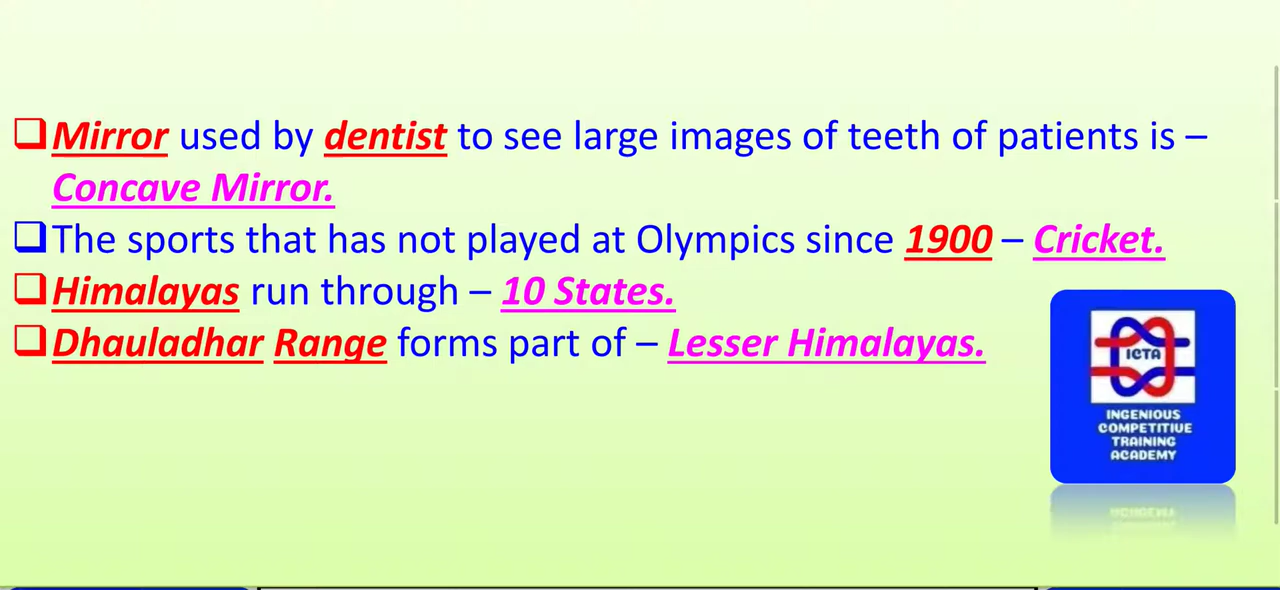 Mirror used by dentist to see large images of teeth of patients is –
Concave Mirror.
The sports that has not played at Olympics since 1900 – Cricket.
Himalayas run through – 10 States.
Dhauladhar Range forms part of – Lesser Himalayas.
ICTA
INGENIOUS
COMPETITIVE
TRAINING
ACADEMY